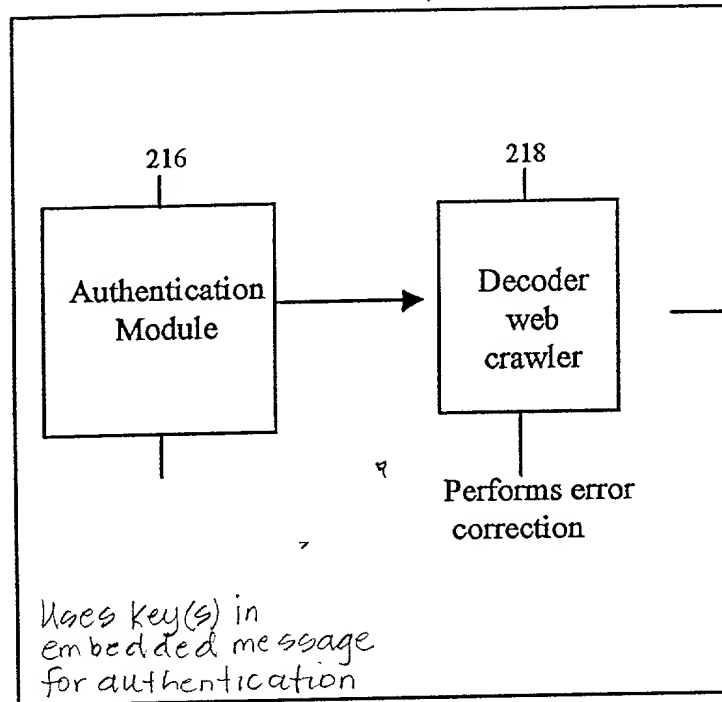 216
Authentication
Module
218
Decoder
web
crawler
Performs error
correction
Uses key(s) in
embedded message
for authentication